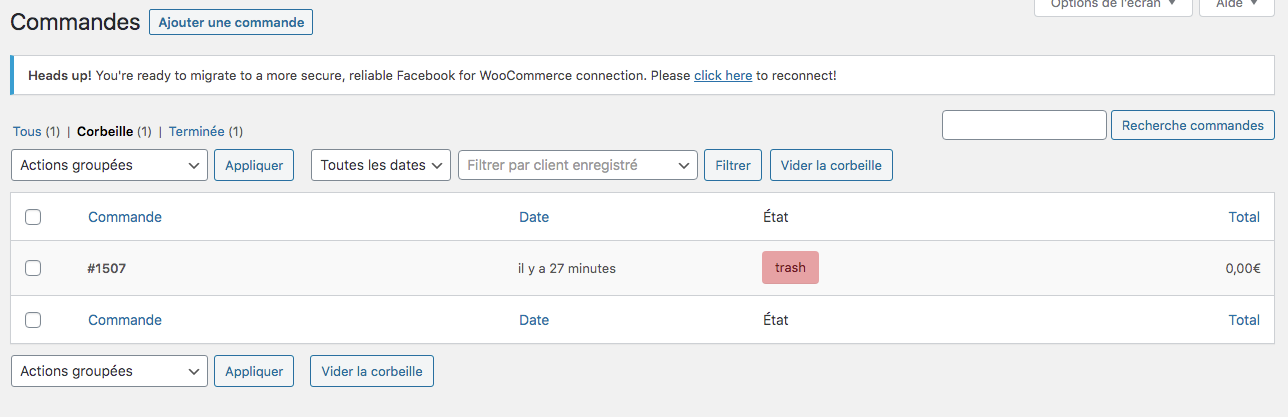 Options de l'écran ▼ Aide ▼
Commandes Ajouter une commande
Heads up! You're ready to migrate to a more secure, reliable Facebook for WooCommerce connection. Please click here to reconnect!
Tous (1) | Corbeille (1) | Terminée (1) Recherche commandes
Actions groupées Appliquer Toutes les dates Filtrer par client enregistré Filtrer Vider la corbeille
Commande Date État Total
#1507 il y a 27 minutes trash 0,00€
Commande Date État Total
Actions groupées Appliquer Vider la corbeille